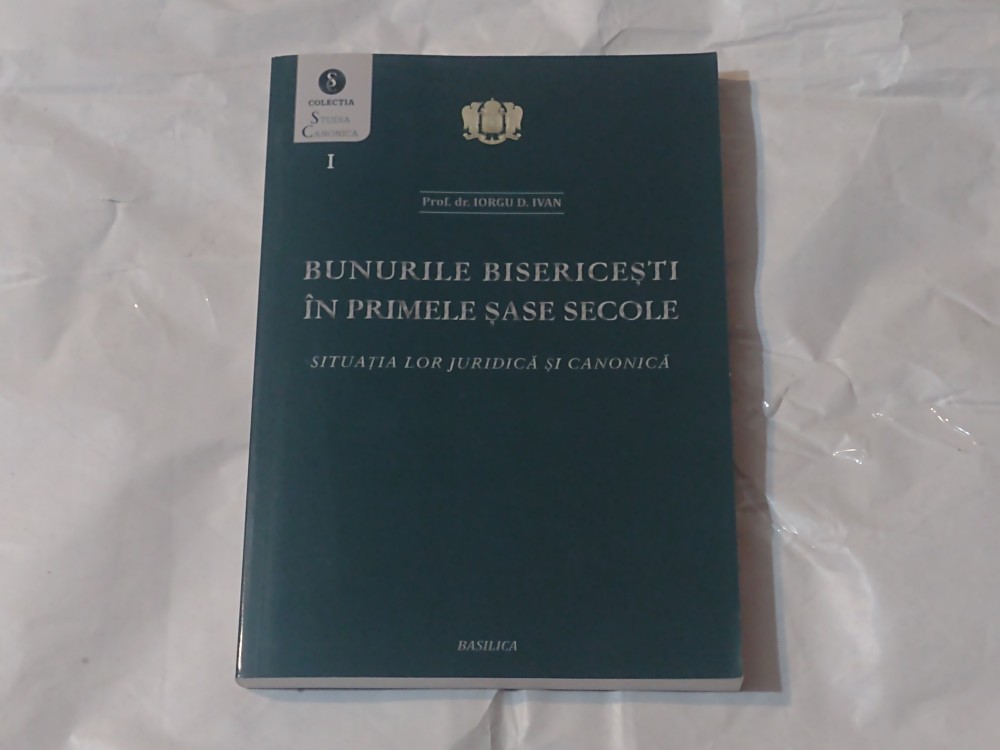 COLECȚIA
STUDIA
CANONICA
I
Prof. dr. IORGU D. IVAN
BUNURILE BISERICEȘTI
ÎN PRIMELE ȘASE SECOLE
SITUAȚIA LOR JURIDICĂ ȘI CANONICĂ
BASILICA